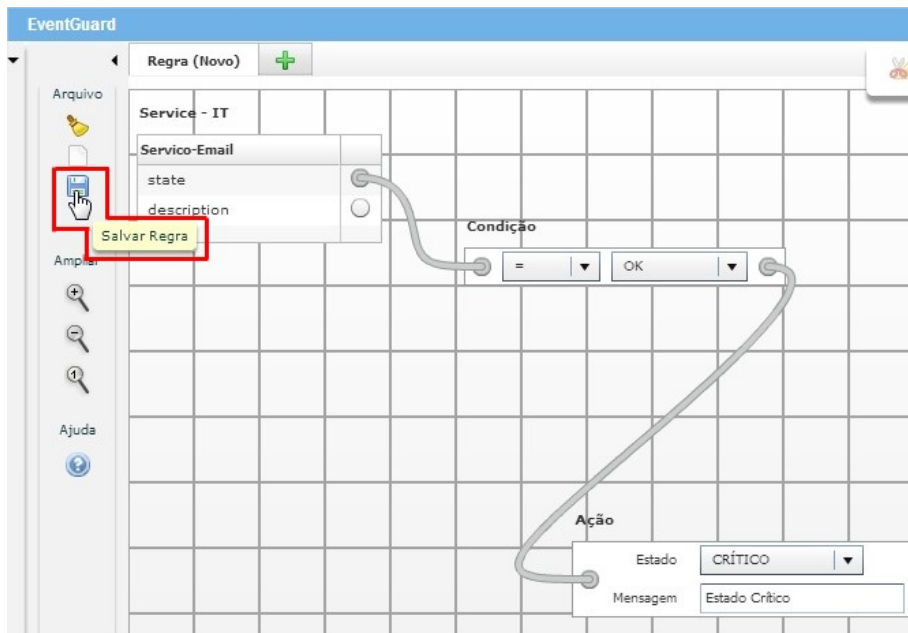 EventGuard
Regra (Novo)
Arquivo
Service - IT
Servico-Email
state
description
Salvar Regra
Condição
= OK
Ampliar
Ajuda
Ação
Estado CRÍTICO
Mensagem Estado Crítico